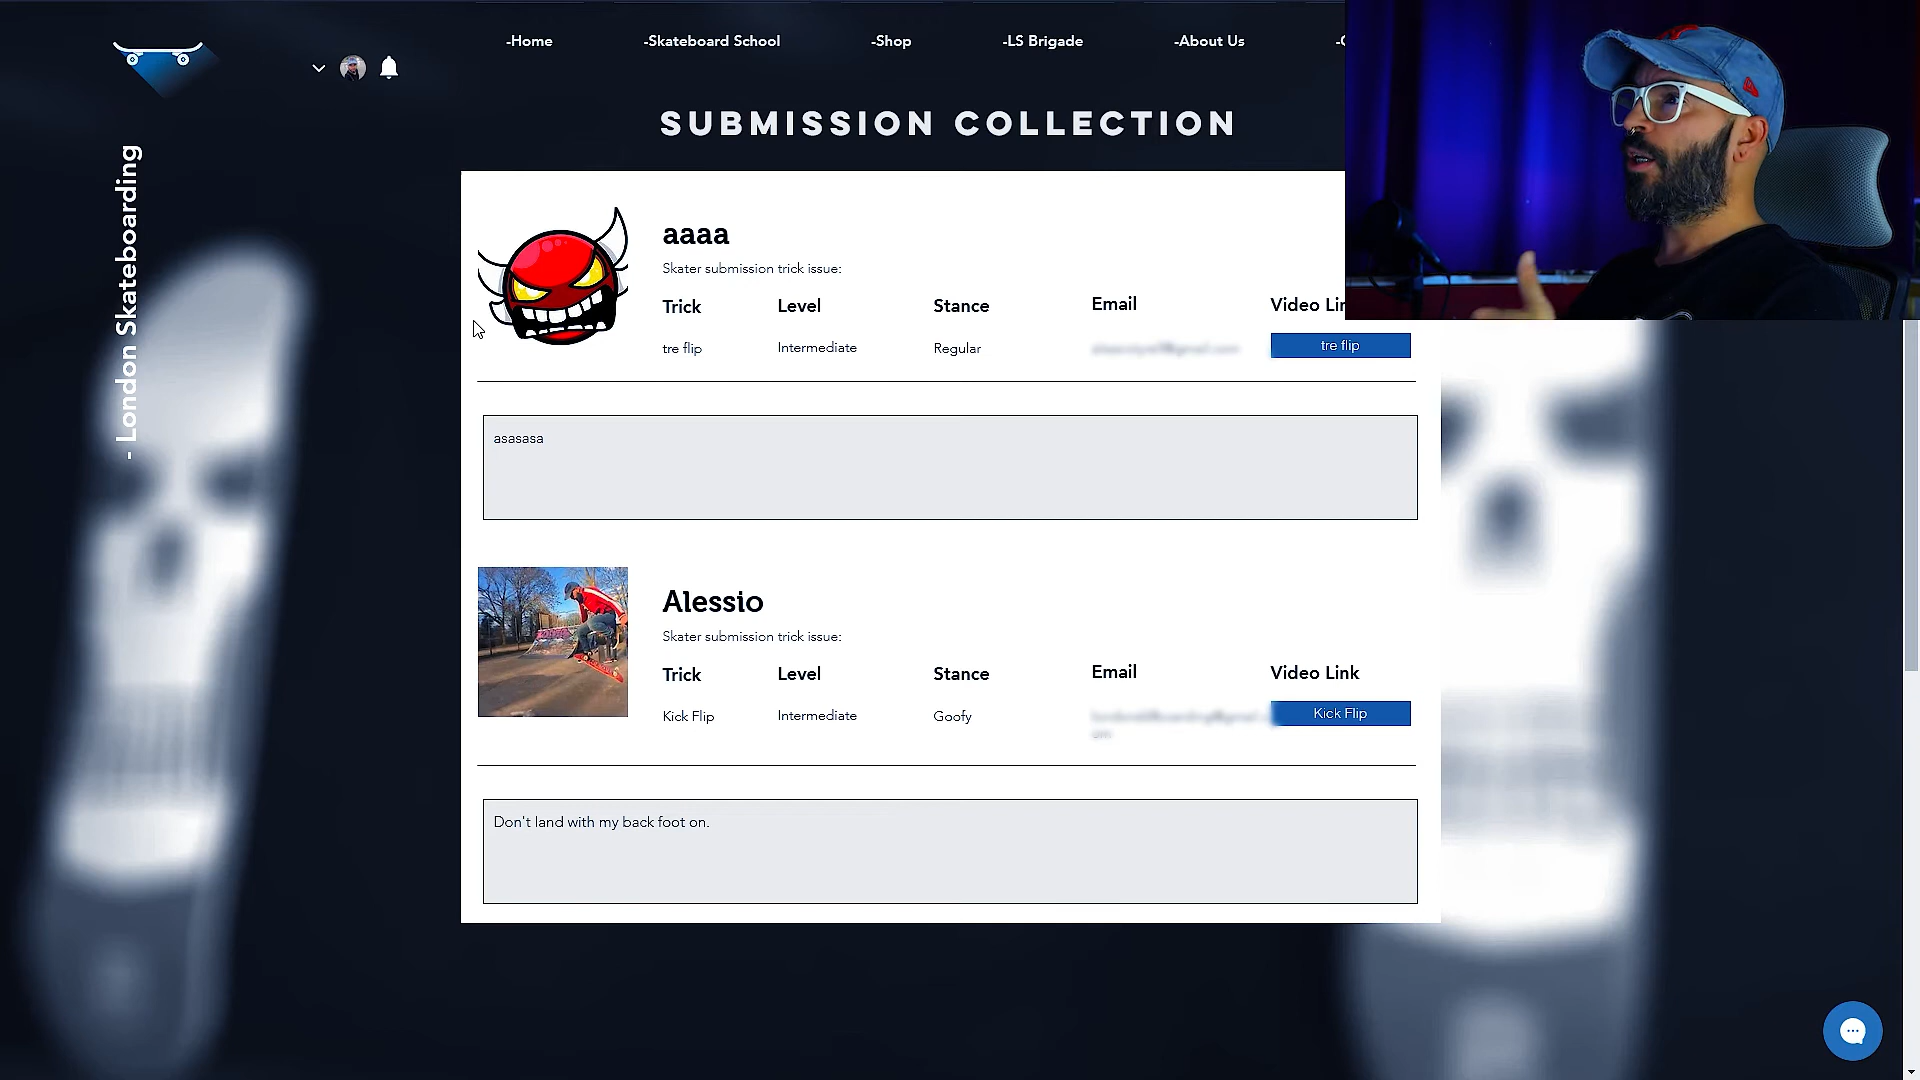 -Home
-Skateboard School
-Shop
-LS Brigade
-About Us
- London Skateboarding
SUBMISSION COLLECTION
aaaa
Skater submission trick issue:
Trick
Level
Stance
Email
Video
tre flip
Intermediate
Regular
tre flip
asasasa
Alessio
Skater submission trick issue:
Trick
Level
Stance
Email
Video Link
Kick Flip
Intermediate
Goofy
Kick Flip
Don't land with my back foot on.